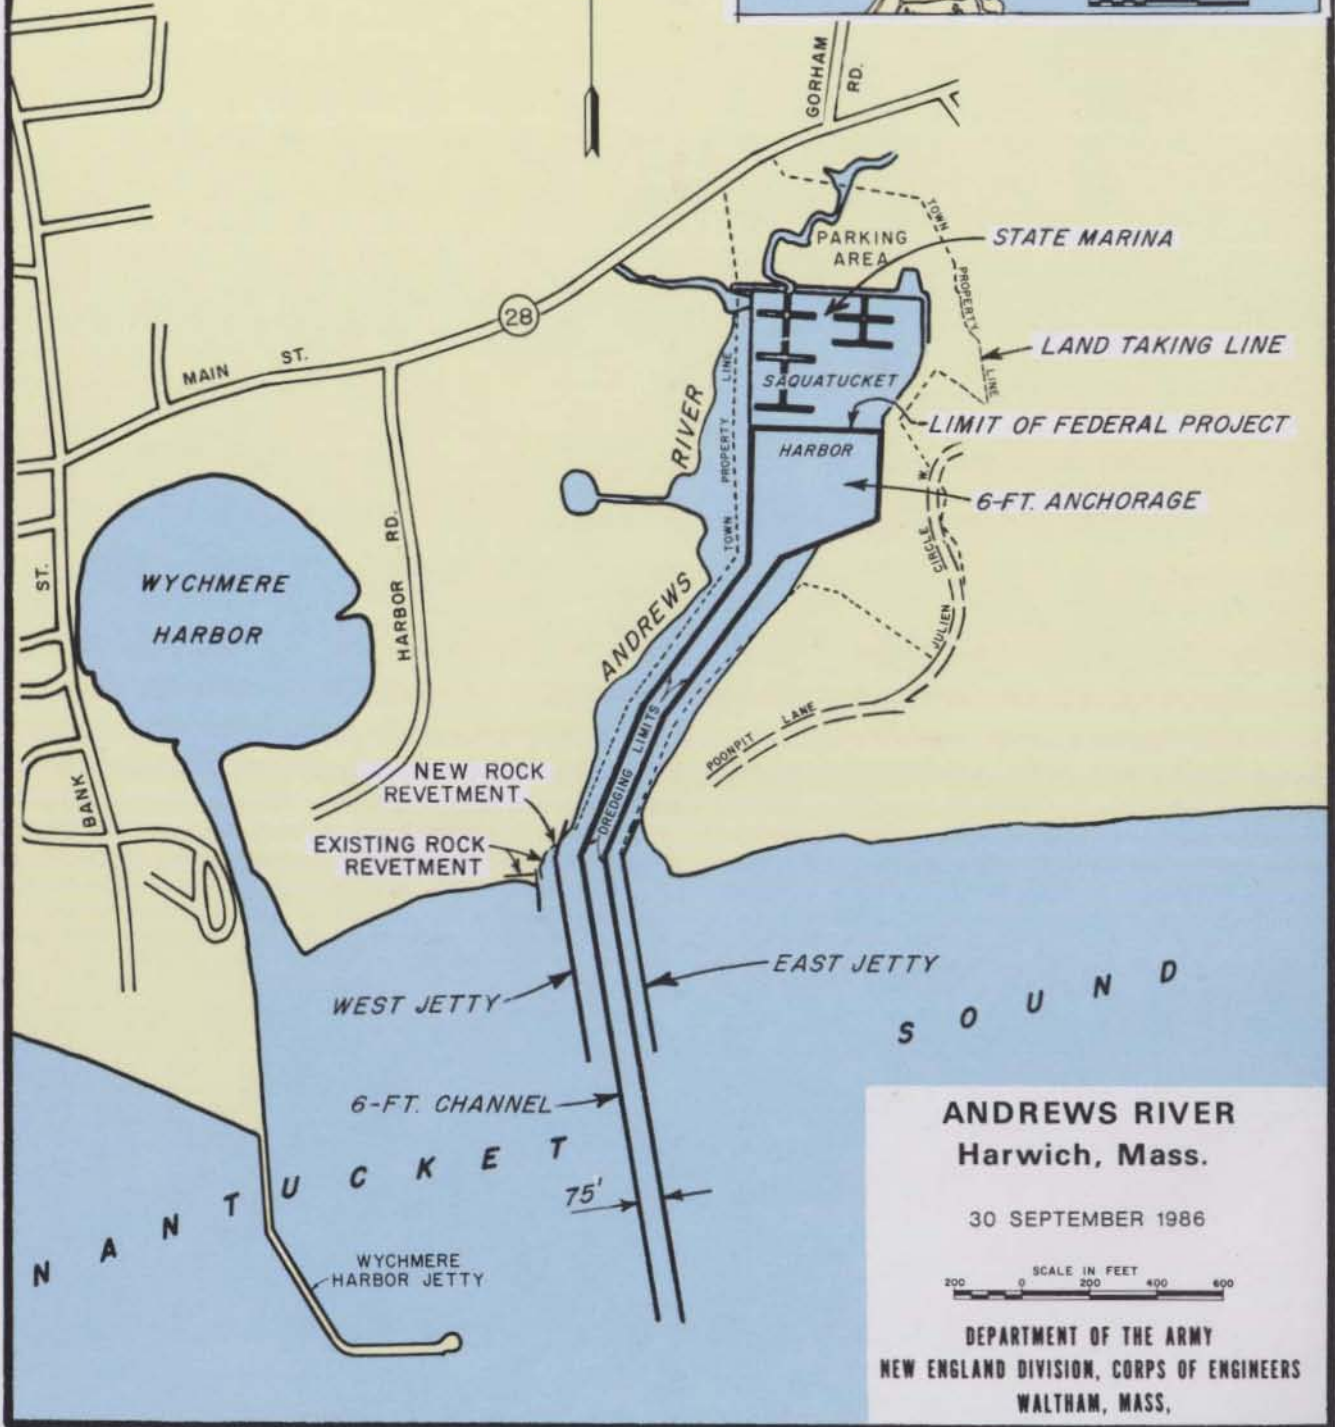 GORHAM
RD.
TOWN
PARKING
AREA
STATE MARINA
PROPERTY
28
LAND TAKING LINE
MAIN ST.
LINE
LINE
SAQUATUCKET
RIVER
LIMIT OF FEDERAL PROJECT
PROPERTY
HARBOR
W.
6-FT. ANCHORAGE
TOWN
CIRCLE
ST.
WYCHMERE
HARBOR
HARBOR RD.
ANDREWS
JULIEN
POONPIT LANE
LIMITS
DREDGING
NEW ROCK
REVETMENT
BANK
EXISTING ROCK
REVETMENT
EAST JETTY
WEST JETTY
SOUND
6-FT. CHANNEL
NANTUCKET
75'
WYCHMERE
HARBOR JETTY
ANDREWS RIVER
Harwich, Mass.
30 SEPTEMBER 1986
SCALE IN FEET
200 0 200 400 600
DEPARTMENT OF THE ARMY
NEW ENGLAND DIVISION, CORPS OF ENGINEERS
WALTHAM, MASS,